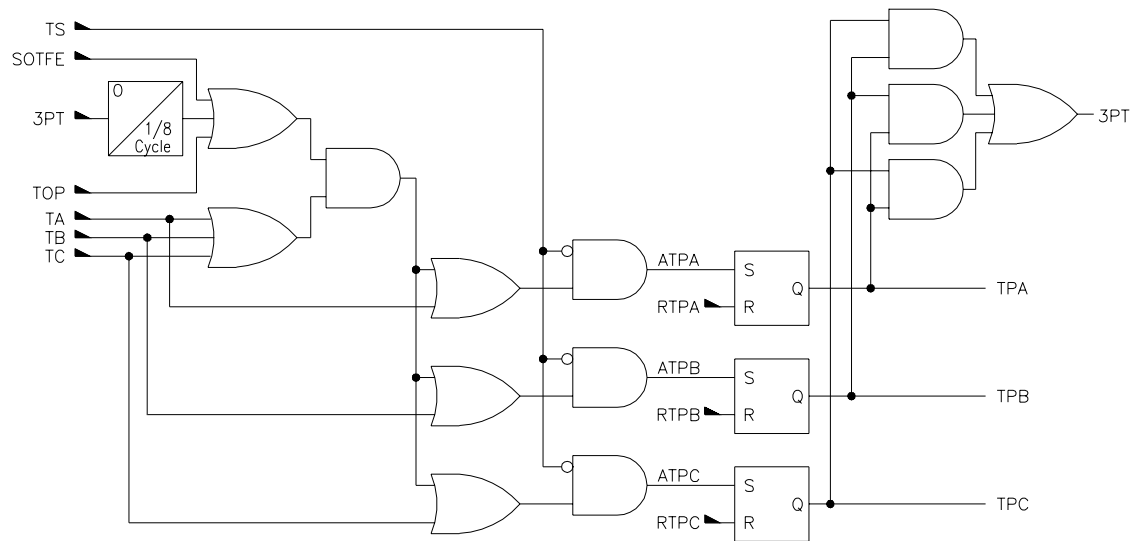 TS
SOTFE
O
3PT
1/8
Cycle
3PT
TOP
TA
TB
TC
ATPA
S
Q
TPA
RTPA
R
ATPB
S
Q
TPB
RTPB
R
ATPC
S
Q
TPC
RTPC
R